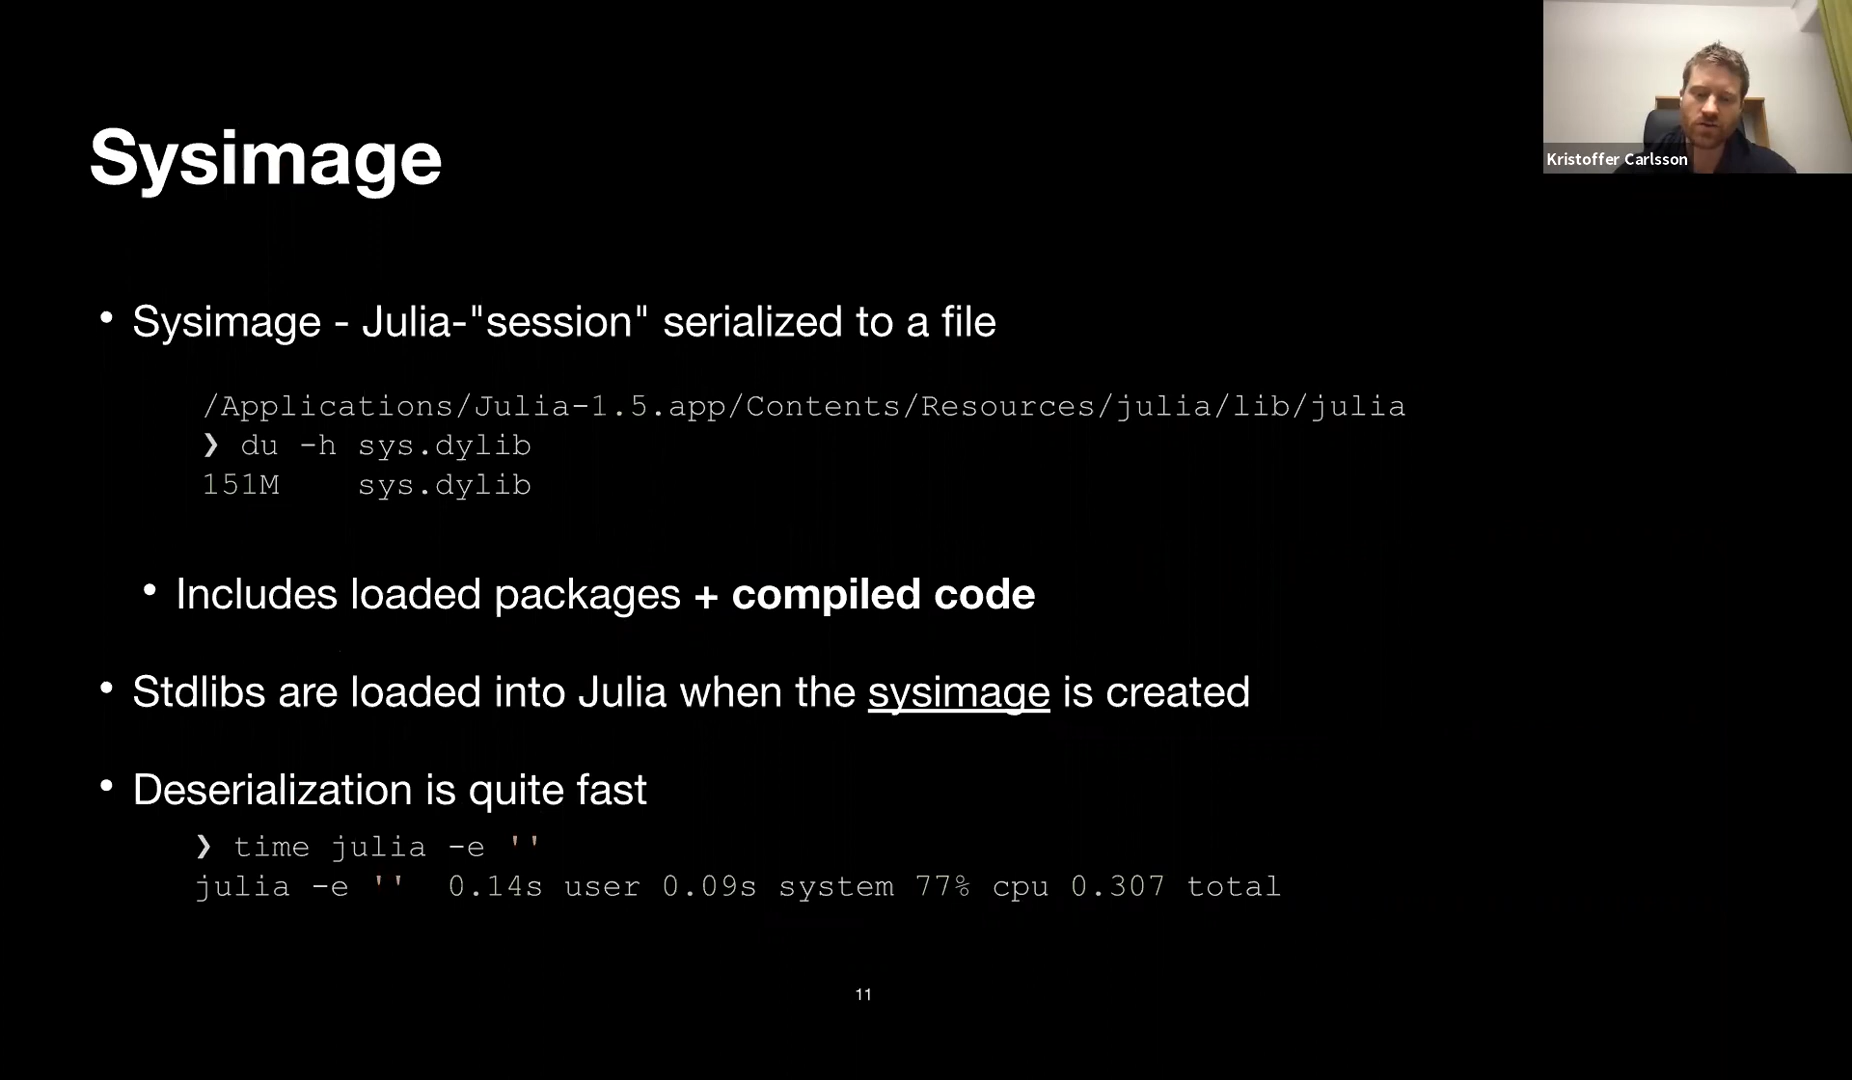 Kristoffer Carlsson
Sysimage
• Sysimage - Julia-"session" serialized to a file
/Applications/Julia-1.5.app/Contents/Resources/julia/lib/julia
❯ du -h sys.dylib
151M    sys.dylib
• Includes loaded packages + compiled code
• Stdlibs are loaded into Julia when the sysimage is created
• Deserialization is quite fast
❯ time julia -e ''
julia -e ''  0.14s user 0.09s system 77% cpu 0.307 total
11